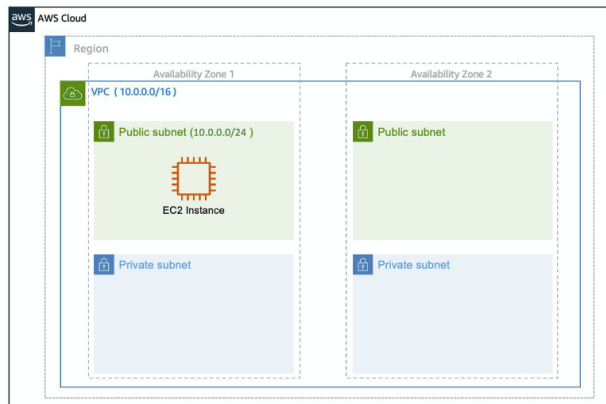 aws AWS Cloud
Region
Availability Zone 1
Availability Zone 2
VPC ( 10.0.0.0/16 )
Public subnet (10.0.0.0/24 )
Public subnet
EC2 Instance
Private subnet
Private subnet